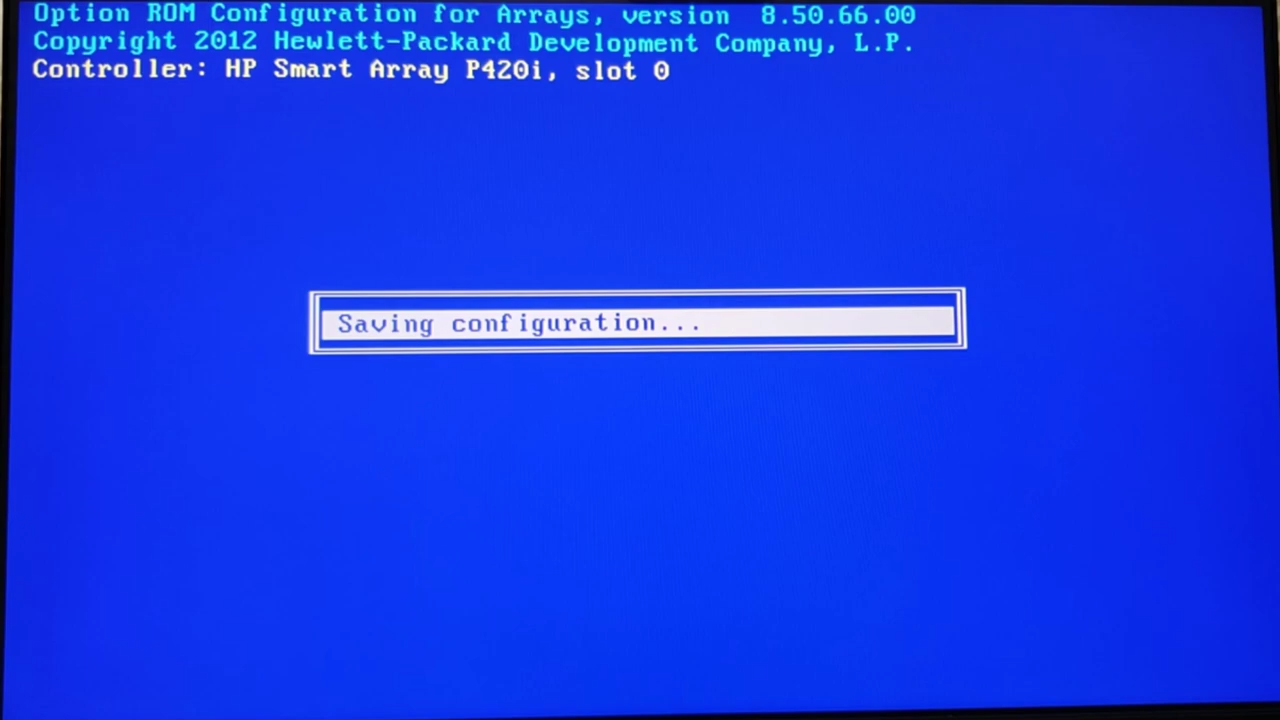 Option ROM Configuration for Arrays, version  8.50.66.00
Copyright 2012 Hewlett-Packard Development Company, L.P.
Controller: HP Smart Array P420i, slot 0
Saving configuration...